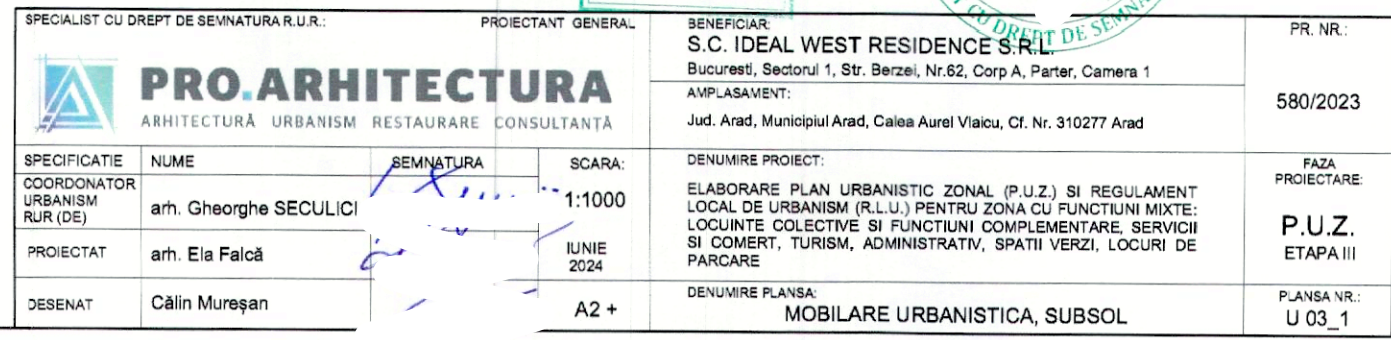 SPECIALIST CU DREPT DE SEMNATURA R.U.R.: PROIECTANT GENERAL
PRO.ARHITECTURA
ARHITECTURĂ URBANISM RESTAURARE CONSULTANȚĂ
BENEFICIAR:
S.C. IDEAL WEST RESIDENCE S.R.L.
Bucuresti, Sectorul 1, Str. Berzei, Nr.62, Corp A, Parter, Camera 1
AMPLASAMENT:
Jud. Arad, Municipiul Arad, Calea Aurel Vlaicu, Cf. Nr. 310277 Arad
CU DREPT DE
PR. NR.:
580/2023
SPECIFICATIE NUME SEMNATURA SCARA:
COORDONATOR
URBANISM
RUR (DE)
arh. Gheorghe SECULICI
1:1000
PROIECTAT arh. Ela Falcă
IUNIE
2024
DESENAT Călin Mureșan A2 +
DENUMIRE PROIECT:
ELABORARE PLAN URBANISTIC ZONAL (P.U.Z.) SI REGULAMENT
LOCAL DE URBANISM (R.L.U.) PENTRU ZONA CU FUNCTIUNI MIXTE:
LOCUINTE COLECTIVE SI FUNCTIUNI COMPLEMENTARE, SERVICII
SI COMERT, TURISM, ADMINISTRATIV, SPATII VERZI, LOCURI DE
PARCARE
FAZA
PROIECTARE:
P.U.Z.
ETAPA III
DENUMIRE PLANSA:
MOBILARE URBANISTICA, SUBSOL
PLANSA NR.:
U 03_1